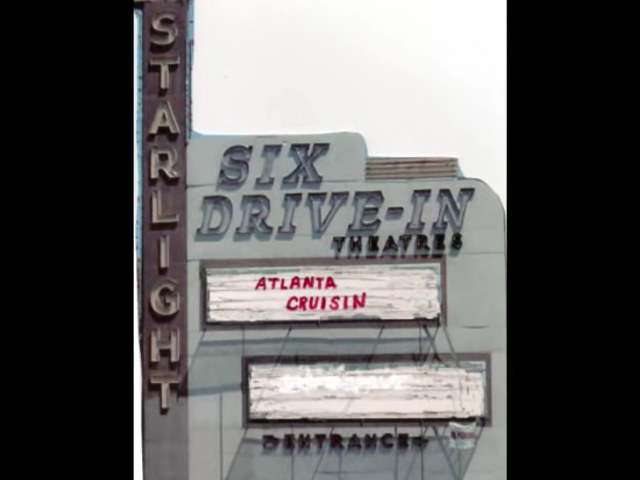 STARLIGHT
SIX
DRIVE-IN
THEATRES
ATLANTA
CRUISIN
ENTRANCE